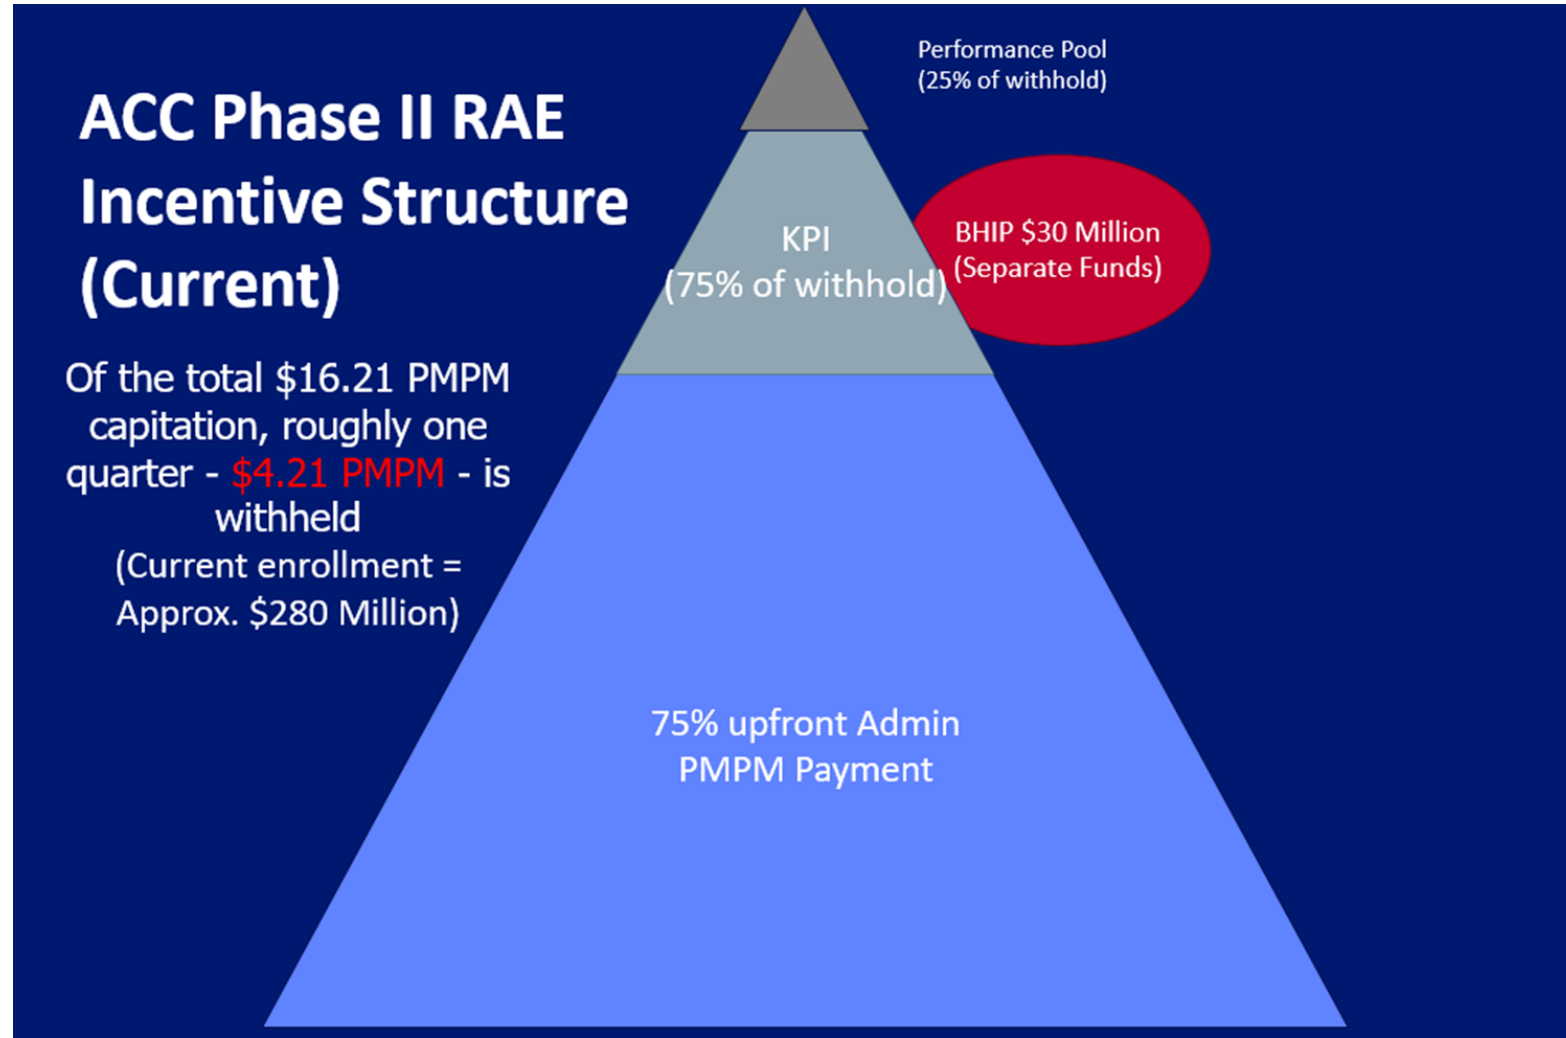 ACC Phase II RAE
Incentive Structure
(Current)
Of the total $16.21 PMPM
capitation, roughly one
quarter - $4.21 PMPM - is
withheld
(Current enrollment =
Approx. $280 Million)
Performance Pool
(25% of withhold)
KPI
(75% of withhold)
BHIP $30 Million
(Separate Funds)
75% upfront Admin
PMPM Payment